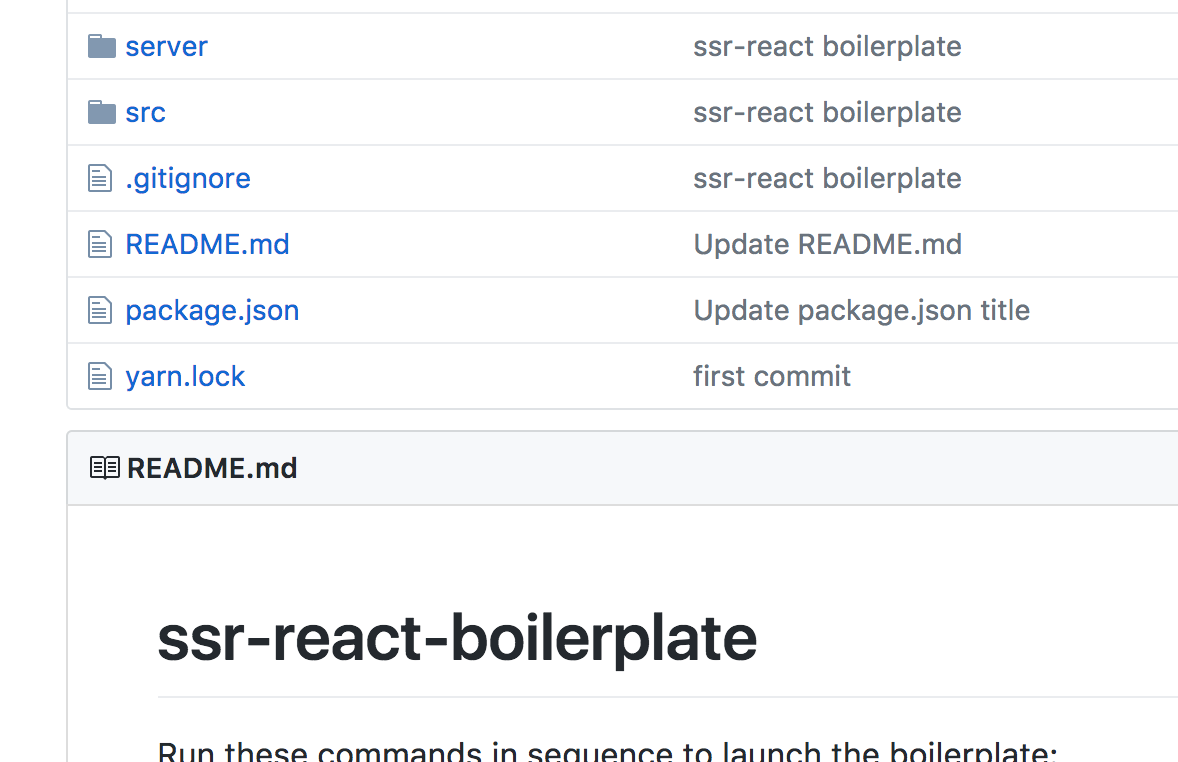 server ssr-react boilerplate
src ssr-react boilerplate
.gitignore ssr-react boilerplate
README.md Update README.md
package.json Update package.json title
yarn.lock first commit
README.md
ssr-react-boilerplate
Run these commands in sequence to launch the boilerplate: